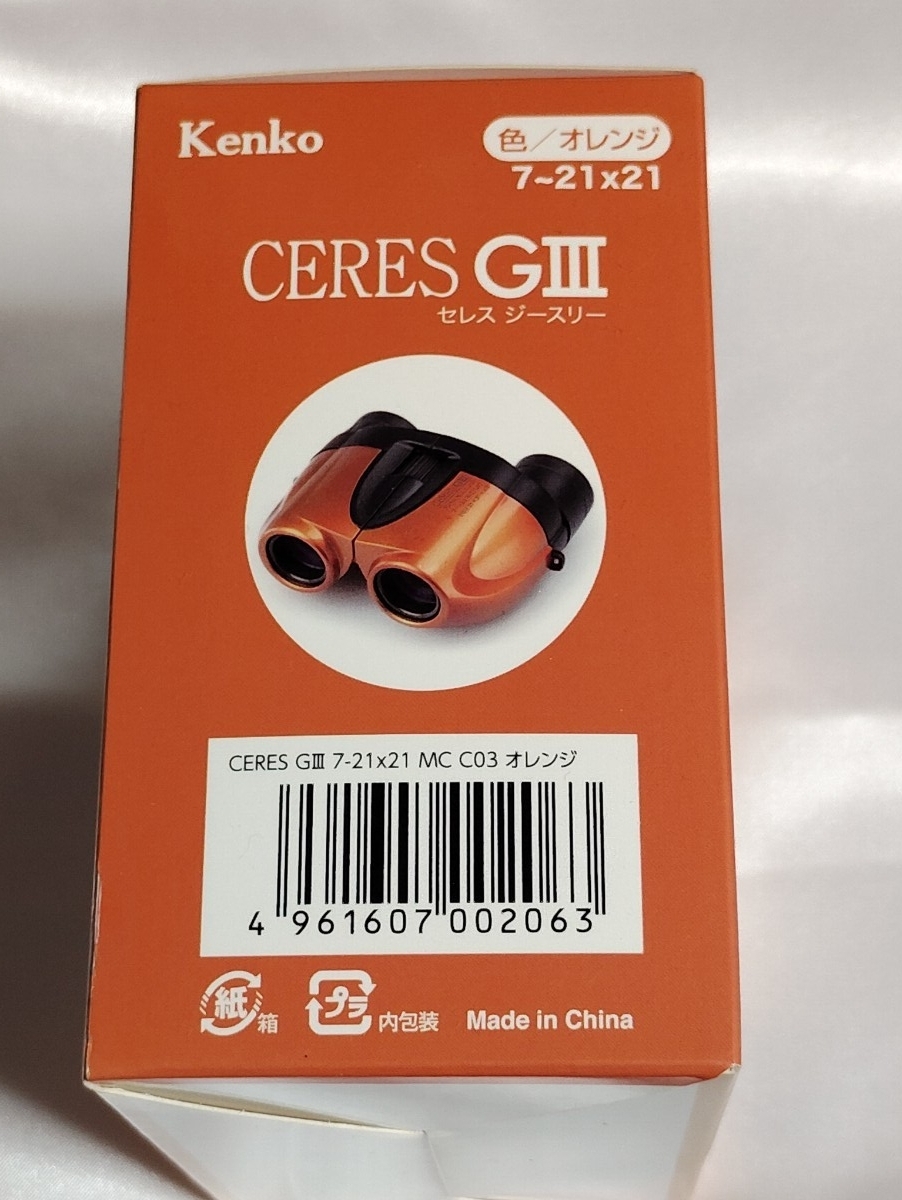 Kenko
色/オレンジ
7~21x21
CERES GⅢ
セレス ジースリー
CERES GⅢ 7-21x21 MC C03 オレンジ
4 961607 002063
紙 箱
プラ 内包装
Made in China